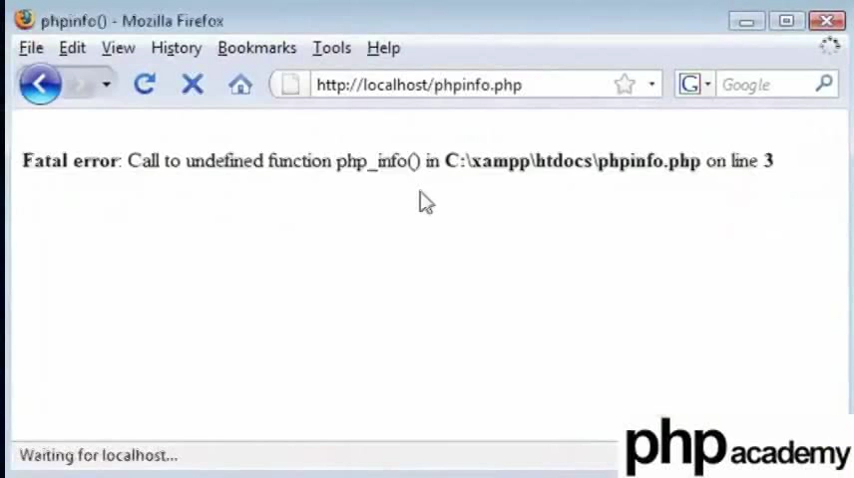 phpinfo() - Mozilla Firefox
File Edit View History Bookmarks Tools Help
http://localhost/phpinfo.php G Google
Fatal error: Call to undefined function php_info() in C:\xampp\htdocs\phpinfo.php on line 3
Waiting for localhost...
php academy